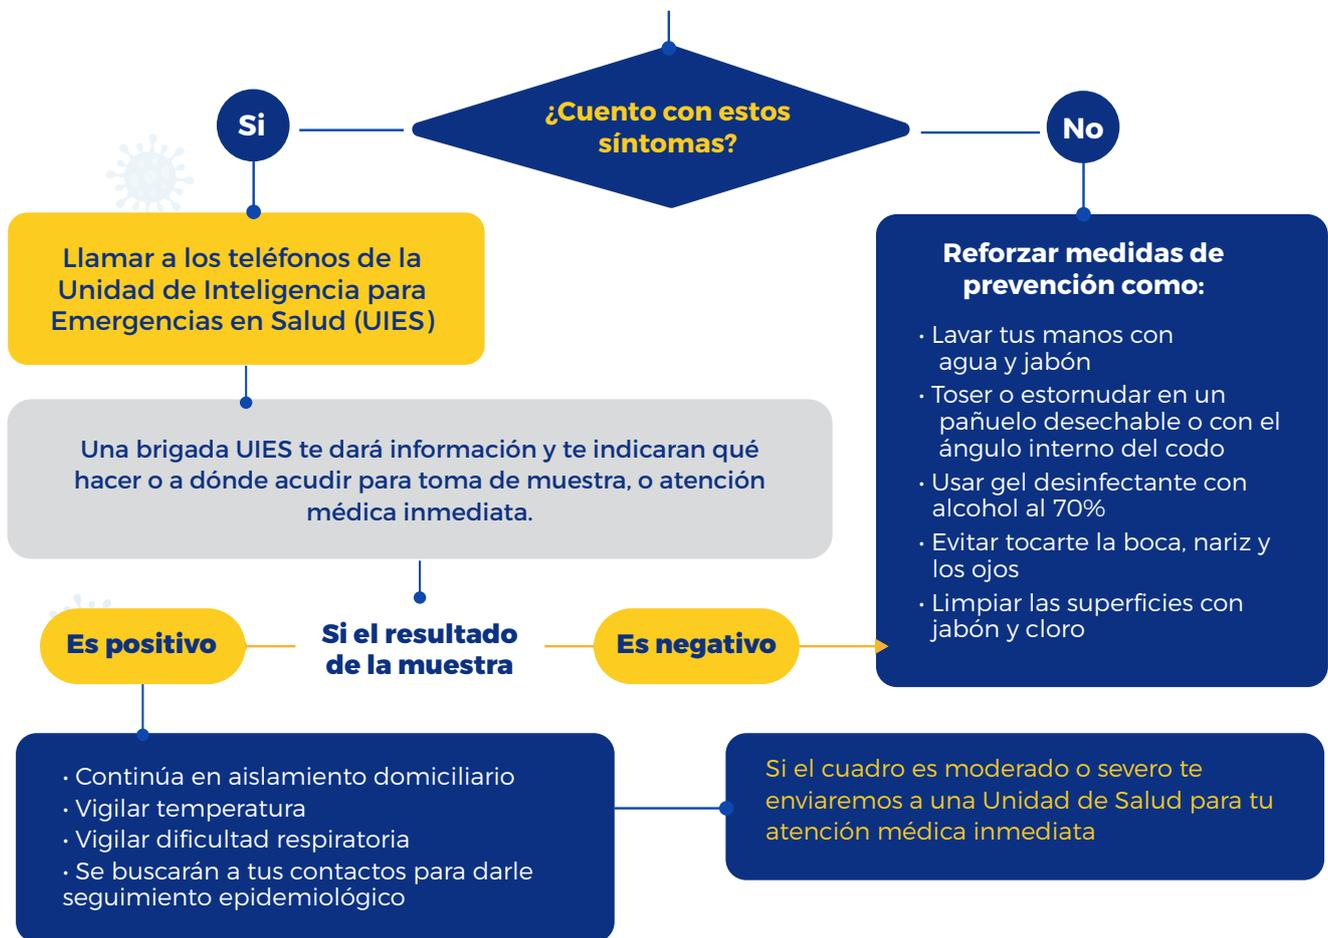 ¿Cuento con estos
síntomas?
Si
No
Llamar a los teléfonos de la
Unidad de Inteligencia para
Emergencias en Salud (UIES)
Una brigada UIES te dará información y te indicaran qué
hacer o a dónde acudir para toma de muestra, o atención
médica inmediata.
Reforzar medidas de
prevención como:
· Lavar tus manos con
agua y jabón
· Toser o estornudar en un
pañuelo desechable o con el
ángulo interno del codo
· Usar gel desinfectante con
alcohol al 70%
· Evitar tocarte la boca, nariz y
los ojos
· Limpiar las superficies con
jabón y cloro
Si el resultado
de la muestra
Es positivo
Es negativo
· Continúa en aislamiento domiciliario
· Vigilar temperatura
· Vigilar dificultad respiratoria
· Se buscarán a tus contactos para darle
seguimiento epidemiológico
Si el cuadro es moderado o severo te
enviaremos a una Unidad de Salud para tu
atención médica inmediata